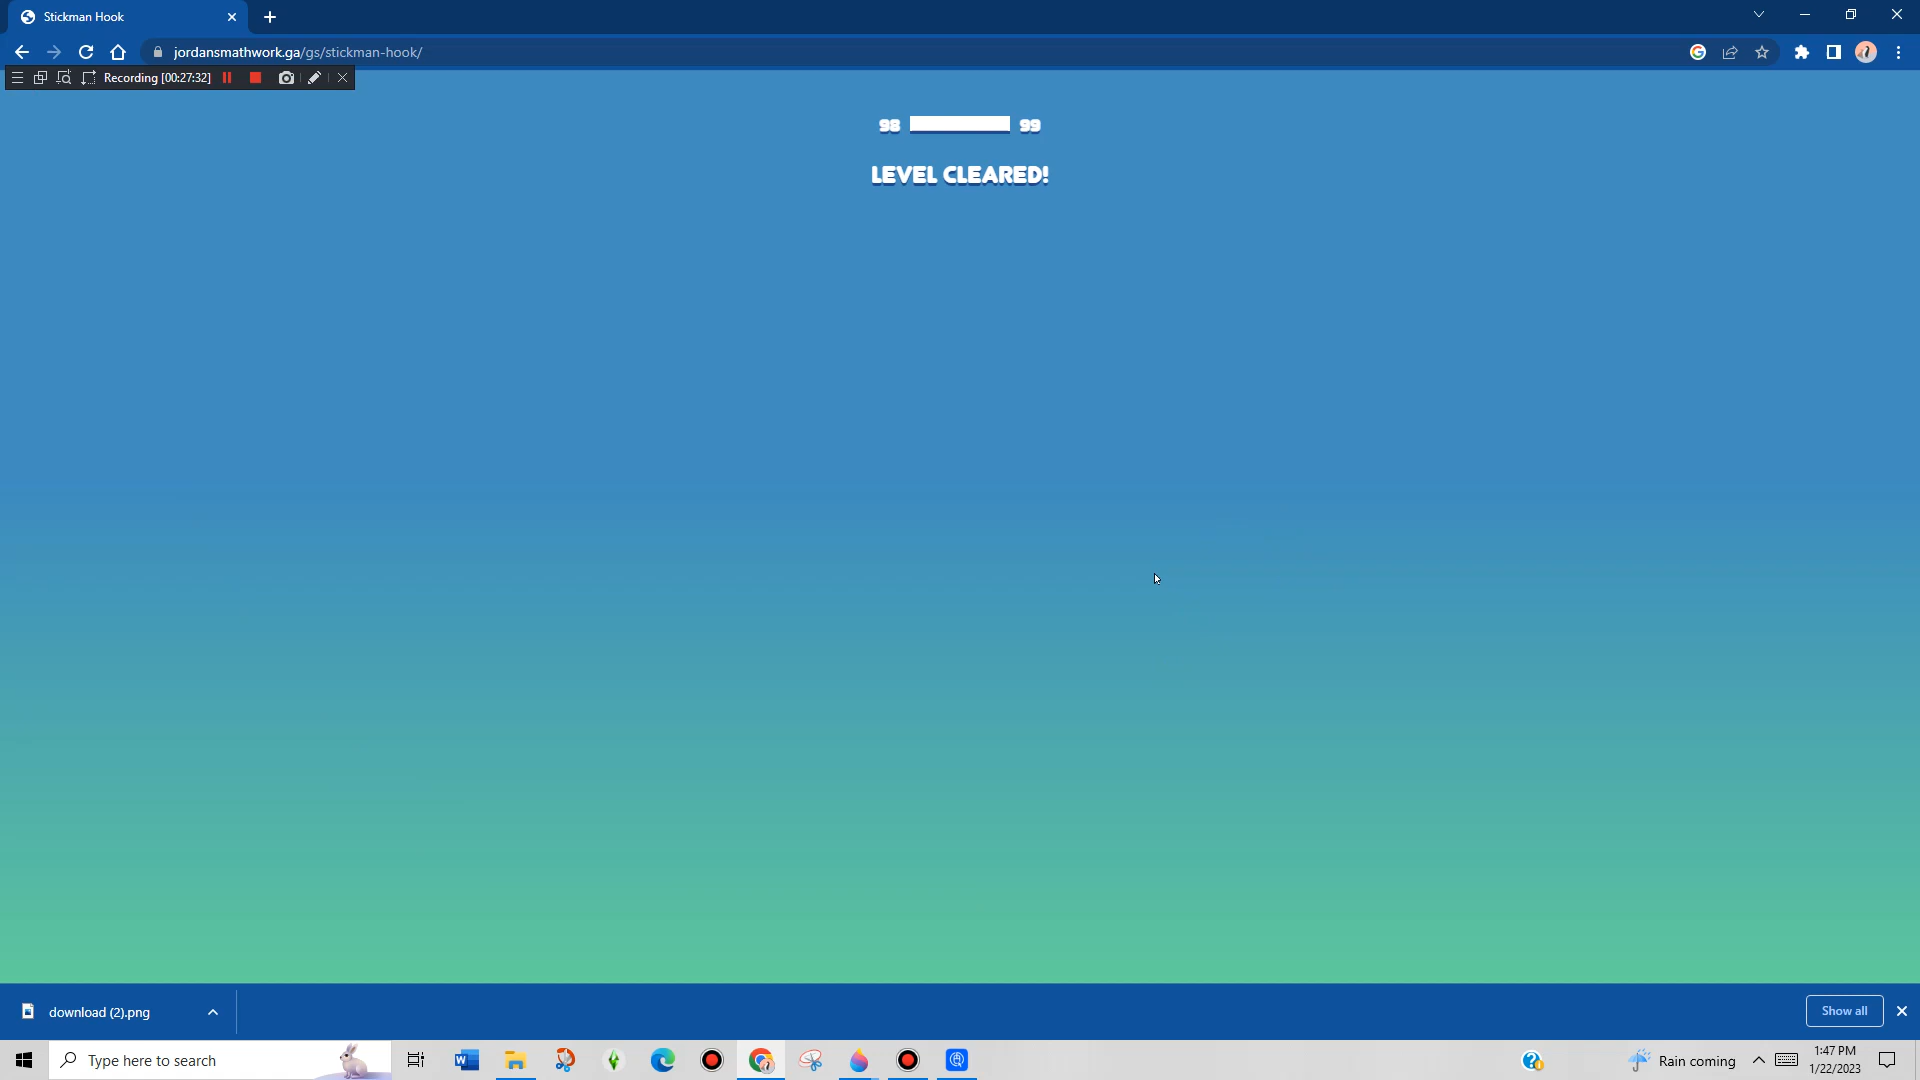 Stickman Hook
jordansmathwork.ga/gs/stickman-hook/
Recording [00:27:32]
98 99
LEVEL CLEARED!
download (2).png
Show all
Type here to search
Rain coming
1:47 PM
1/22/2023